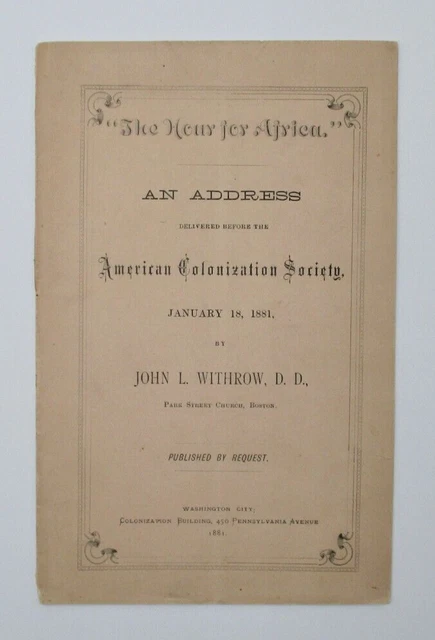 "The Hour for Africa."
AN ADDRESS
DELIVERED BEFORE THE
American Colonization Society,
JANUARY 18, 1881,
BY
JOHN L. WITHROW, D. D.,
PARK STREET CHURCH, BOSTON.
PUBLISHED BY REQUEST.
WASHINGTON CITY:
COLONIZATION BUILDING, 450 PENNSYLVANIA AVENUE
1881.